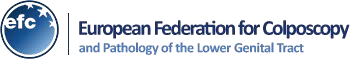 efc
European Federation for Colposcopy
and Pathology of the Lower Genital Tract